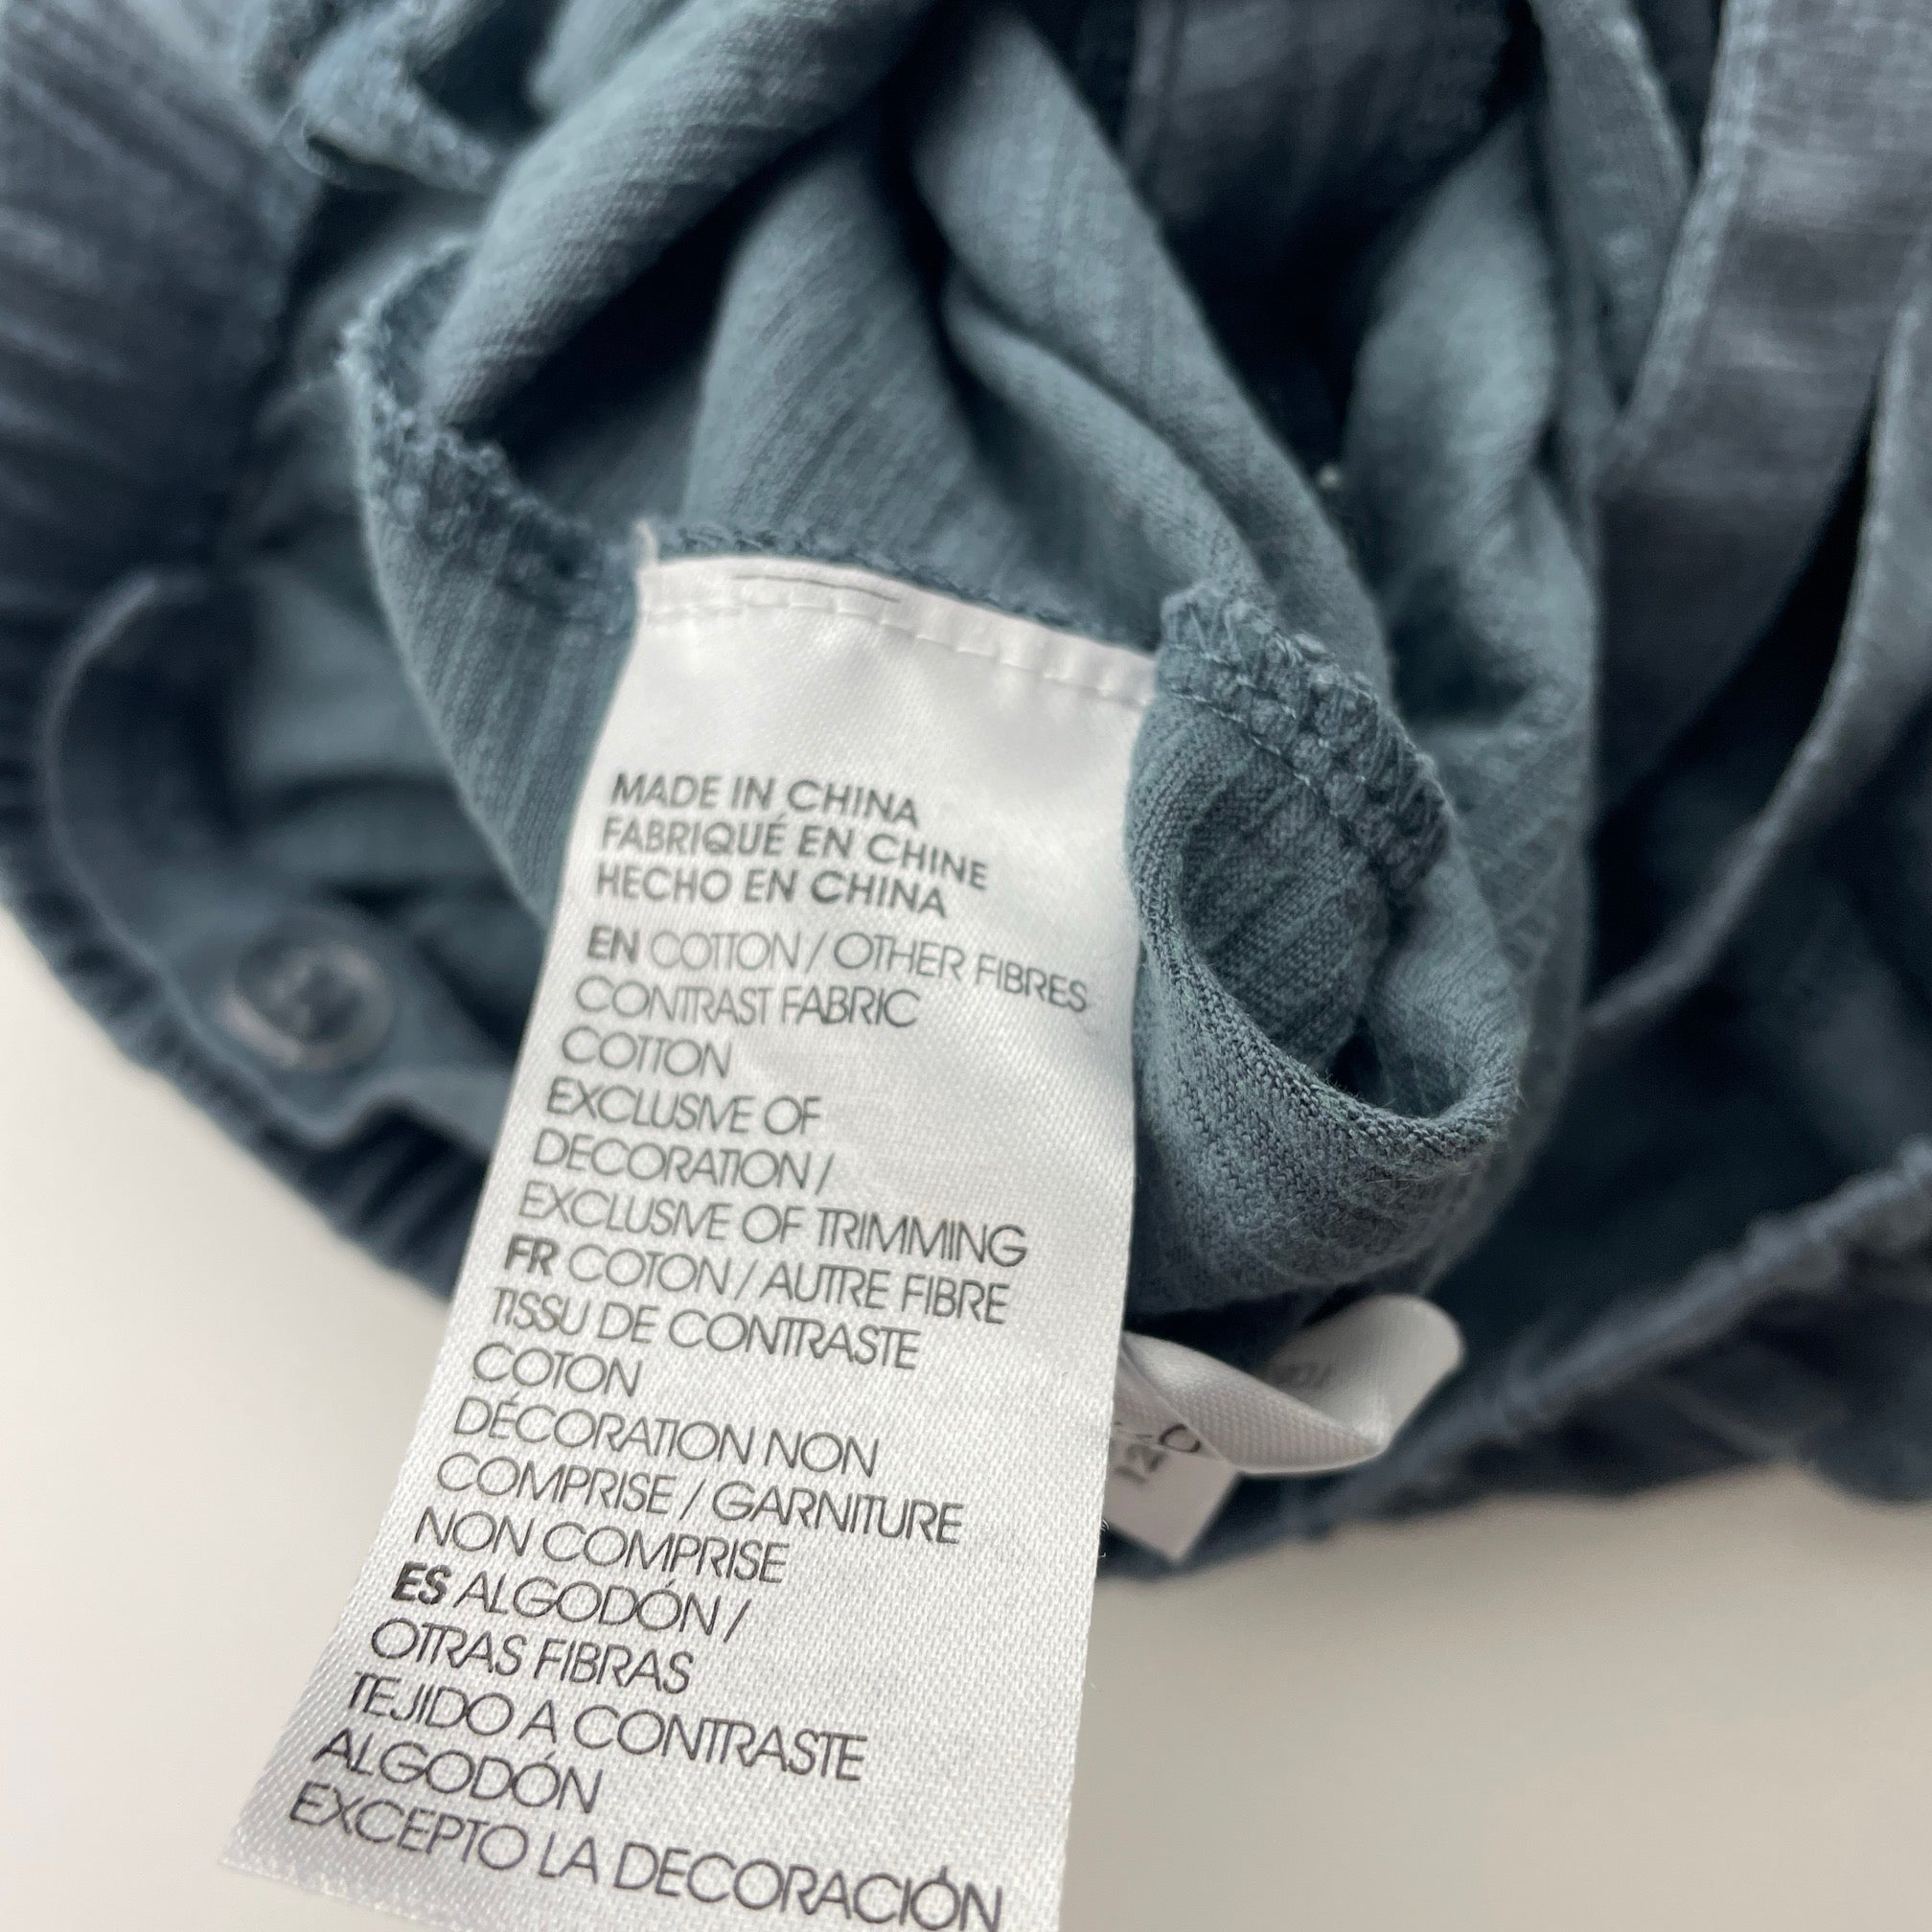 MADE IN CHINA
FABRIQUÉ EN CHINE
HECHO EN CHINA
EN COTTON / OTHER FIBRES
CONTRAST FABRIC
COTTON
EXCLUSIVE OF
DECORATION /
EXCLUSIVE OF TRIMMING
FR COTON / AUTRE FIBRE
TISSU DE CONTRASTE
COTON
DÉCORATION NON
COMPRISE / GARNITURE
NON COMPRISE
ES ALGODÓN /
OTRAS FIBRAS
TEJIDO A CONTRASTE
ALGODÓN
EXCEPTO LA DECORACIÓN